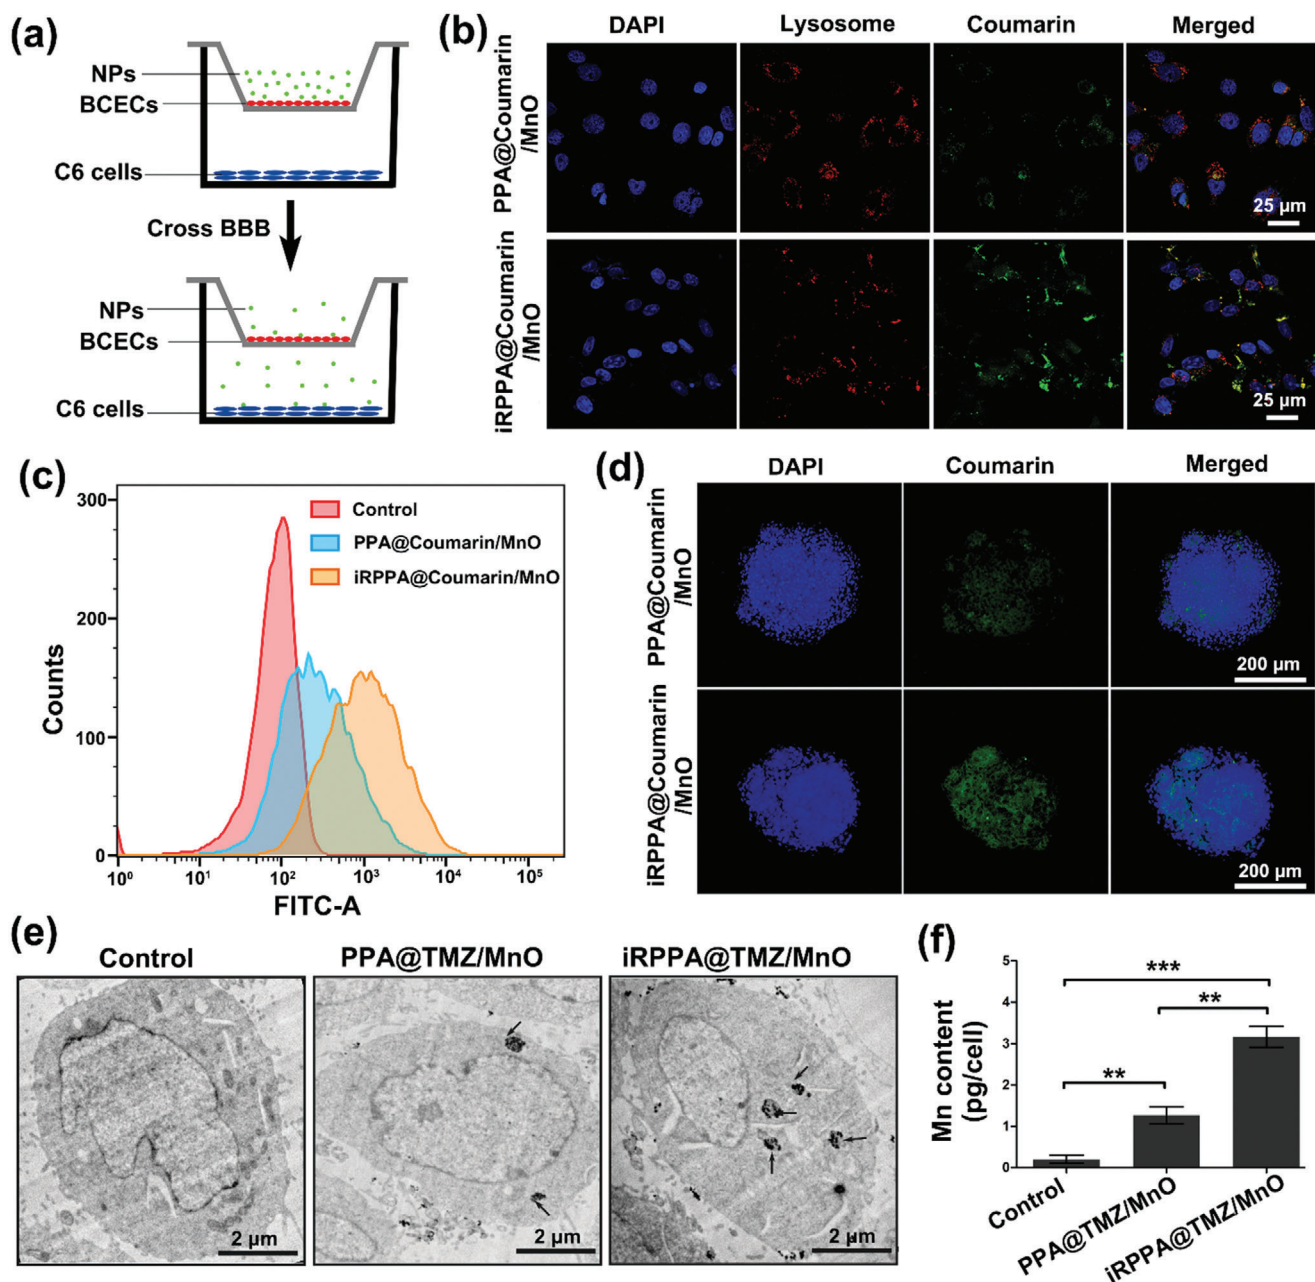 (a)
NPs
BCECs
C6 cells
Cross BBB
NPs
BCECs
C6 cells
(b)
DAPI Lysosome Coumarin Merged
PPA@Coumarin
/MnO
25 μm
iRPPA@Coumarin
/MnO
25 μm
(c)
Counts
300
200
100
0
Control
PPA@Coumarin/MnO
iRPPA@Coumarin/MnO
10⁰ 10¹ 10² 10³ 10⁴ 10⁵
FITC-A
(d)
DAPI Coumarin Merged
PPA@Coumarin
/MnO
200 μm
iRPPA@Coumarin
/MnO
200 μm
(e)
Control PPA@TMZ/MnO iRPPA@TMZ/MnO
2 μm 2 μm 2 μm
(f)
Mn content
(pg/cell)
5
4
3
2
1
0
***
**
**
Control
PPA@TMZ/MnO
iRPPA@TMZ/MnO